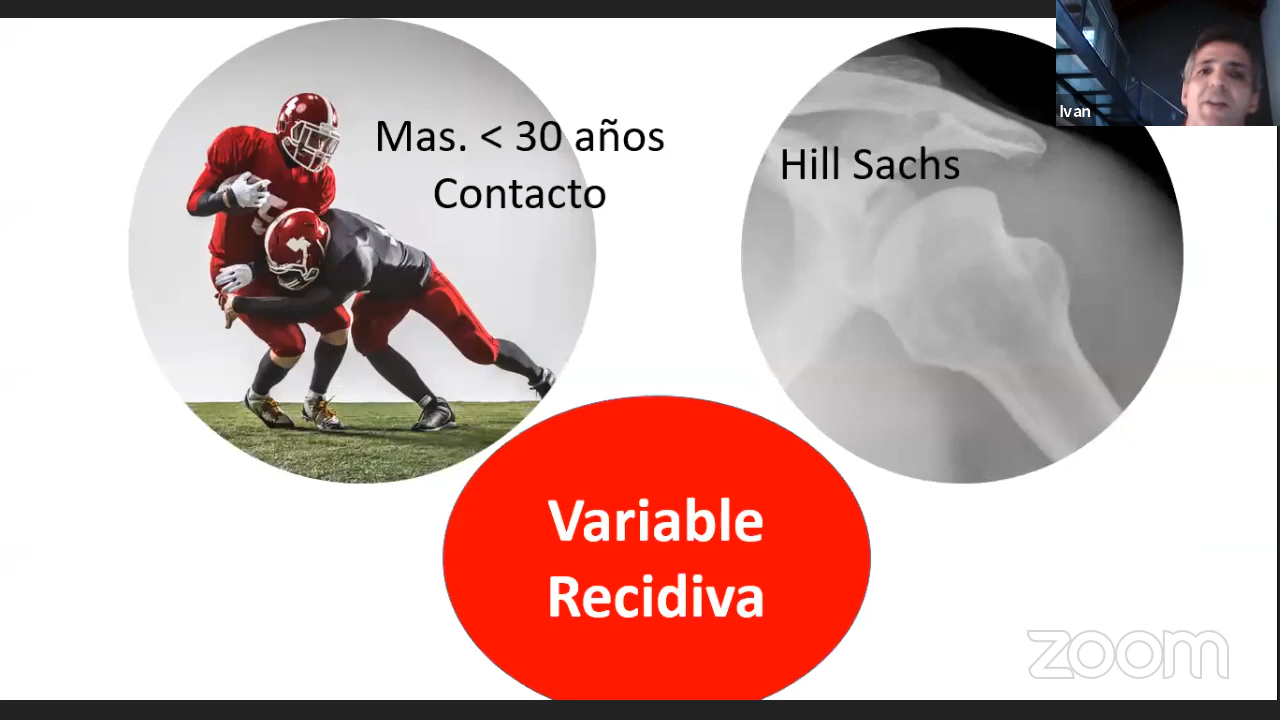 Mas. < 30 años
Contacto
Hill Sachs
Ivan
Variable
Recidiva
zoom